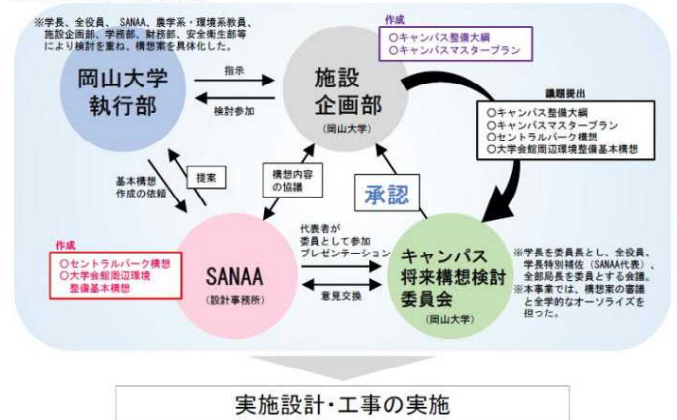 ※学長、全役員、 SANAA、農学系・環境系教員、
施設企画部、学務部、財務部、安全衛生部等
により検討を重ね、構想案を具体化した。
作成
○キャンパス整備大綱
○キャンパスマスタープラン
岡山大学
執行部
指示
検討参加
施設
企画部
(岡山大学)
議題提出
○キャンパス整備大綱
○キャンパスマスタープラン
○セントラルパーク構想
○大学会館周辺環境整備基本構想
基本構想
作成の依頼
提案
構想内容
の協議
承認
作成
○セントラルパーク構想
○大学会館周辺環境
整備基本構想
SANAA
(設計事務所)
代表者が
委員として参加
プレゼンテーション
意見交換
キャンパス
将来構想検討
委員会
(岡山大学)
※学長を委員長とし、全役員、
学長特別補佐(SANAA代表)、
全部局長を委員とする会議。
※本事業では、構想案の審議
と全学的なオーソライズを
担った。
実施設計・工事の実施